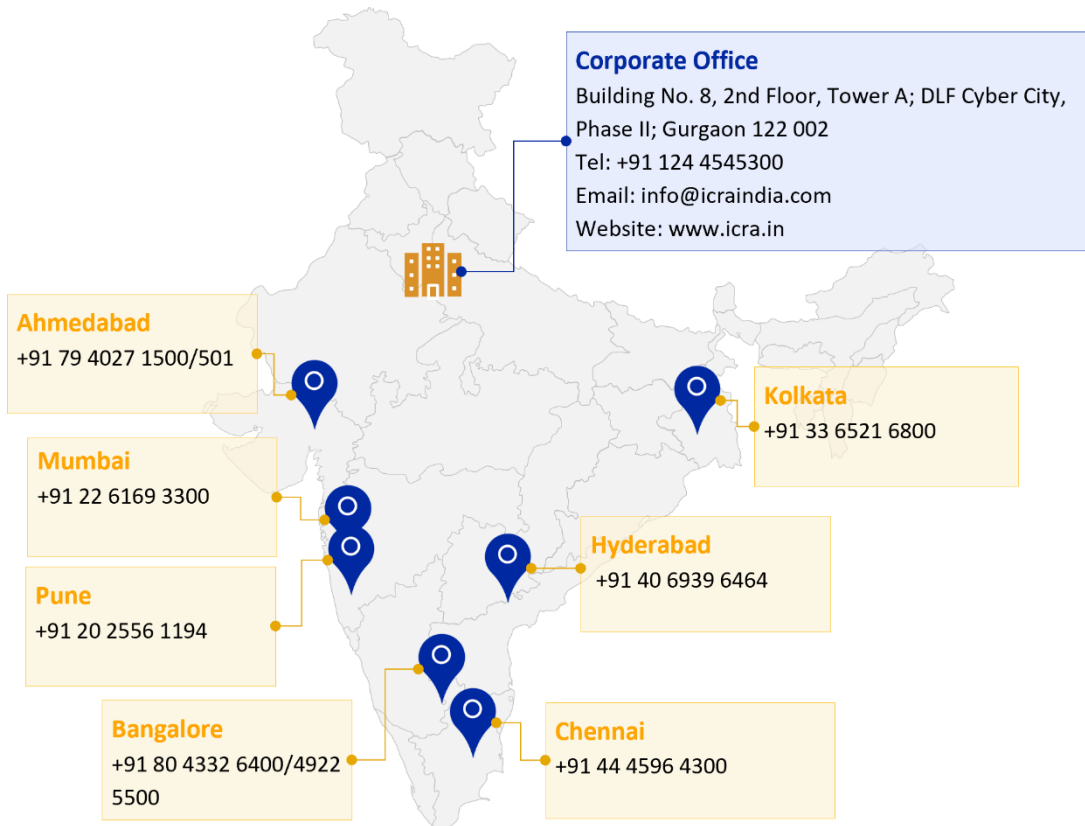 Corporate Office
Building No. 8, 2nd Floor, Tower A; DLF Cyber City,
Phase II; Gurgaon 122 002
Tel: +91 124 4545300
Email: info@icraindia.com
Website: www.icra.in
Ahmedabad
+91 79 4027 1500/501
Kolkata
+91 33 6521 6800
Mumbai
+91 22 6169 3300
Hyderabad
+91 40 6939 6464
Pune
+91 20 2556 1194
Bangalore
+91 80 4332 6400/4922
5500
Chennai
+91 44 4596 4300